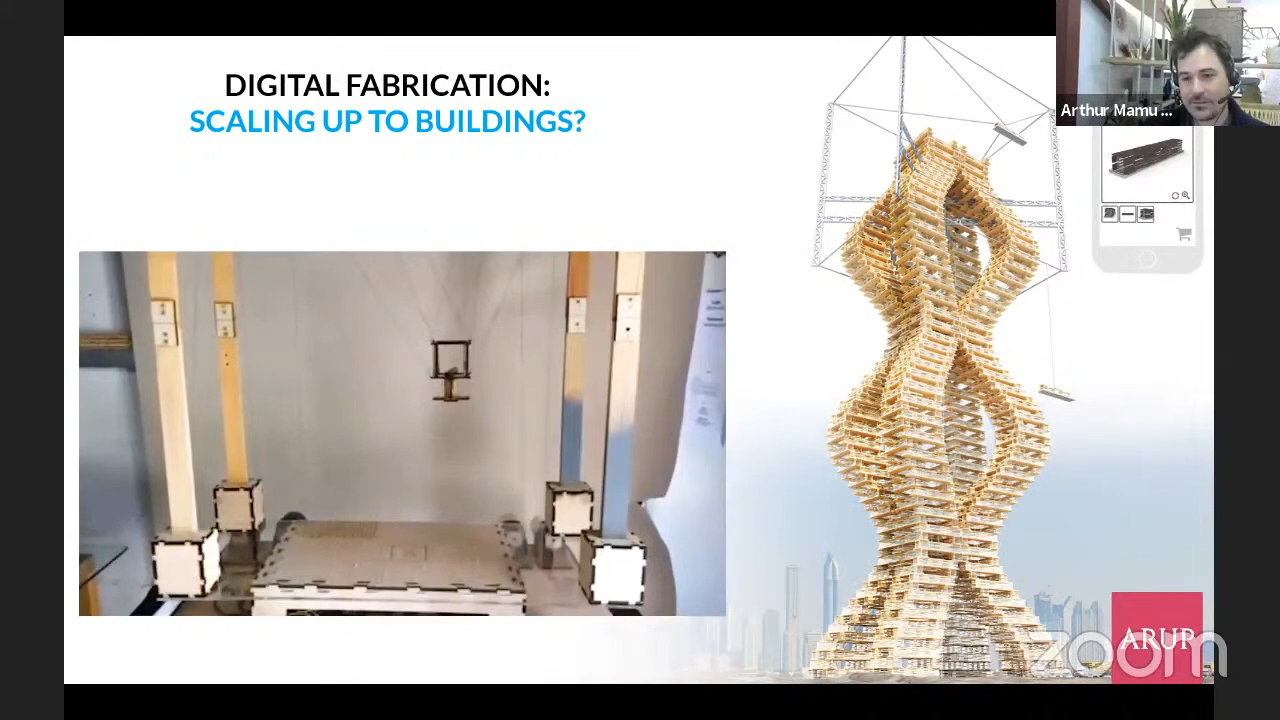 DIGITAL FABRICATION:
SCALING UP TO BUILDINGS?
Arthur Mamu ...
ARUP
zoom